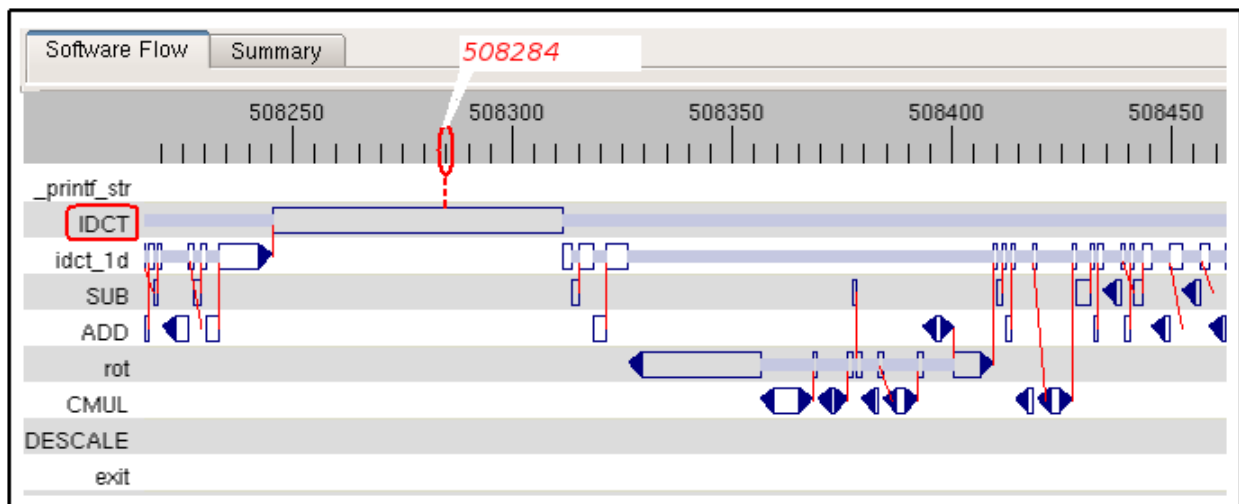 Software Flow Summary 508284
508250 508300 508350 508400 508450
_printf_str
IDCT
idct_1d
SUB
ADD
rot
CMUL
DESCALE
exit